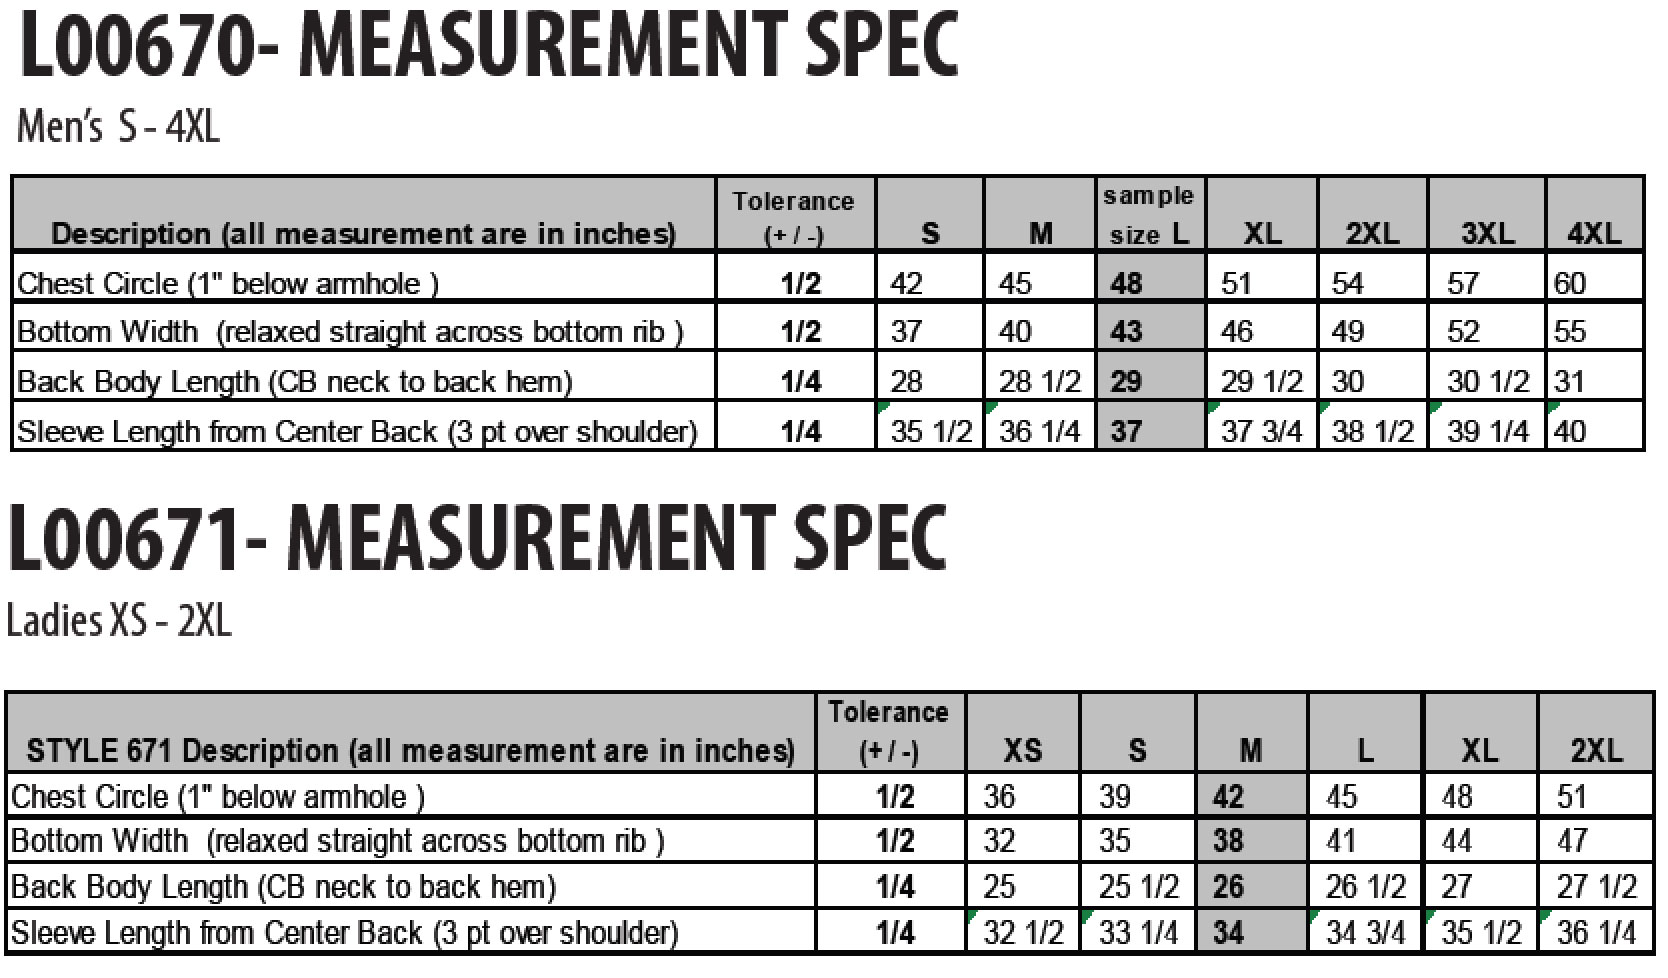 L00670- MEASUREMENT SPEC
Men's S - 4XL
Description (all measurement are in inches) Tolerance (+ / -) S M sample size L XL 2XL 3XL 4XL
Chest Circle (1" below armhole ) 1/2 42 45 48 51 54 57 60
Bottom Width (relaxed straight across bottom rib ) 1/2 37 40 43 46 49 52 55
Back Body Length (CB neck to back hem) 1/4 28 28 1/2 29 29 1/2 30 30 1/2 31
Sleeve Length from Center Back (3 pt over shoulder) 1/4 35 1/2 36 1/4 37 37 3/4 38 1/2 39 1/4 40
L00671- MEASUREMENT SPEC
Ladies XS - 2XL
STYLE 671 Description (all measurement are in inches) Tolerance (+ / -) XS S M L XL 2XL
Chest Circle (1" below armhole ) 1/2 36 39 42 45 48 51
Bottom Width (relaxed straight across bottom rib ) 1/2 32 35 38 41 44 47
Back Body Length (CB neck to back hem) 1/4 25 25 1/2 26 26 1/2 27 27 1/2
Sleeve Length from Center Back (3 pt over shoulder) 1/4 32 1/2 33 1/4 34 34 3/4 35 1/2 36 1/4